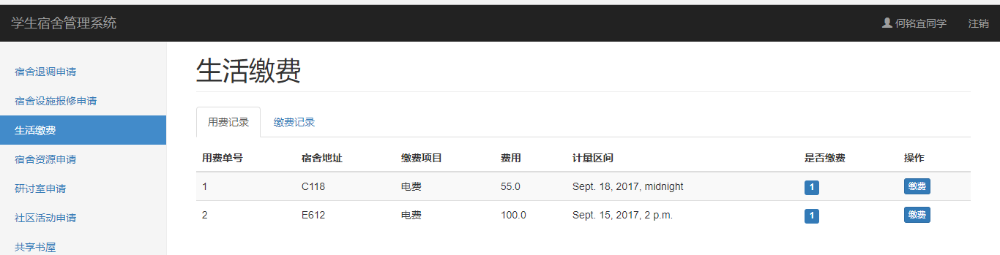 学生宿舍管理系统
何铭宜同学 注销
宿舍退调申请
宿舍设施报修申请
生活缴费
宿舍资源申请
研讨室申请
社区活动申请
共享书屋
生活缴费
用费记录 缴费记录
用费单号 宿舍地址 缴费项目 费用 计量区间 是否缴费 操作
1 C118 电费 55.0 Sept. 18, 2017, midnight 1 缴费
2 E612 电费 100.0 Sept. 15, 2017, 2 p.m. 1 缴费